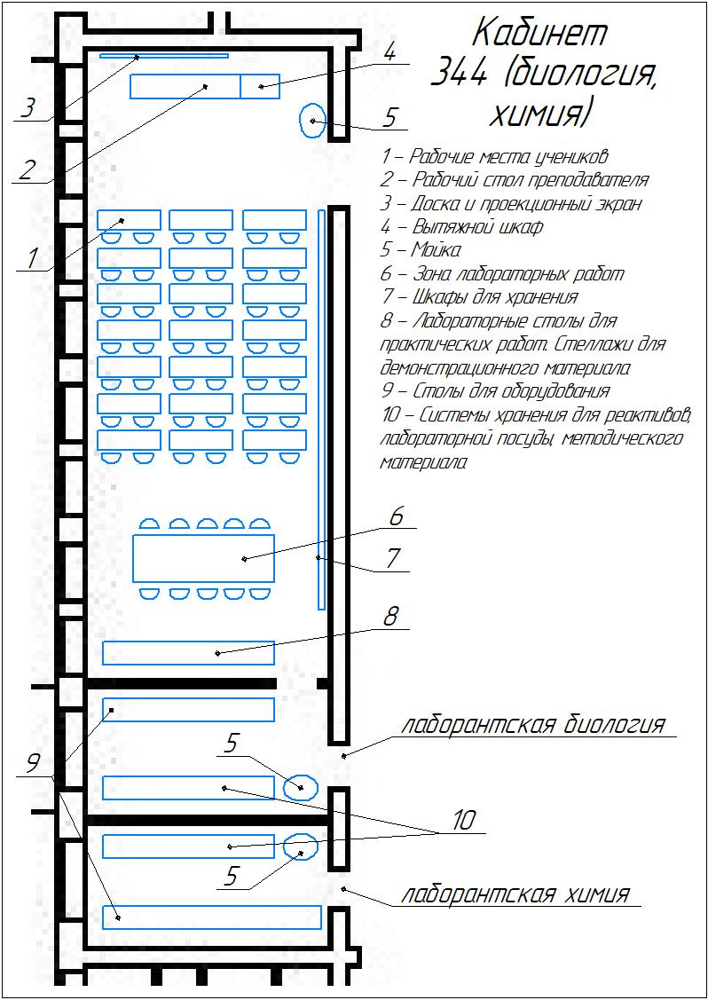 Кабинет
344 (биология,
химия)
1 – Рабочие места учеников
2 – Рабочий стол преподавателя
3 – Доска и проекционный экран
4 – Вытяжной шкаф
5 – Мойка
6 – Зона лабораторных работ
7 – Шкафы для хранения
8 – Лабораторные столы для
практических работ. Стеллажи для
демонстрационного материала
9 – Столы для оборудования
10 – Системы хранения для реактивов,
лабораторной посуды, методического
материала
4
3
5
2
1
6
7
8
лаборантская биология
5
9
10
5
лаборантская химия